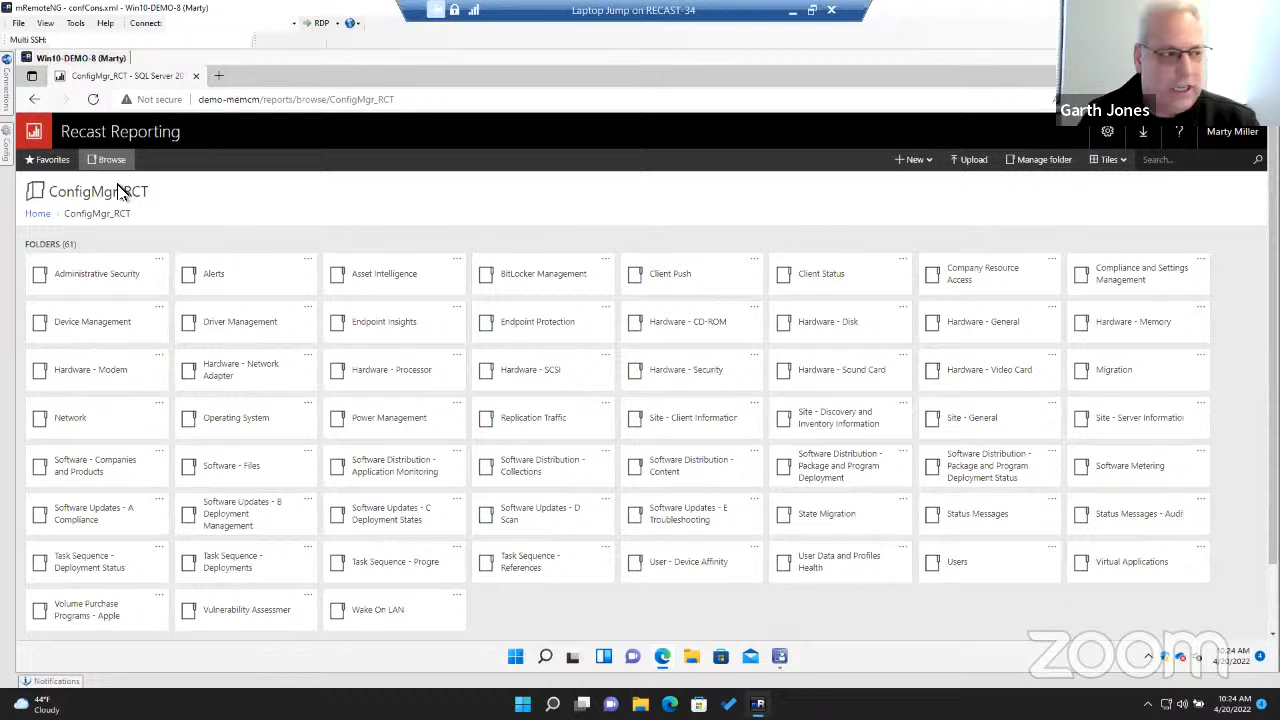 mRemoteNG - confCons.xml - Win10-DEMO-8 (Marty)
Laptop Jump on RECAST-34
File View Tools Help Connect: RDP
Multi SSH:
Win10-DEMO-8 (Marty)
Connections
Config
ConfigMgr_RCT - SQL Server 20
Not secure demo-memcm/reports/browse/ConfigMgr_RCT
Garth Jones
Recast Reporting
Marty Miller
Favorites Browse + New Upload Manage folder Tiles Search...
ConfigMgr_RCT
Home > ConfigMgr_RCT
FOLDERS (61)
Administrative Security
Alerts
Asset Intelligence
BitLocker Management
Client Push
Client Status
Company Resource
Access
Compliance and Settings
Management
Device Management
Driver Management
Endpoint Insights
Endpoint Protection
Hardware - CD-ROM
Hardware - Disk
Hardware - General
Hardware - Memory
Hardware - Modem
Hardware - Network
Adapter
Hardware - Processor
Hardware - SCSI
Hardware - Security
Hardware - Sound Card
Hardware - Video Card
Migration
Network
Operating System
Power Management
Replication Traffic
Site - Client Information
Site - Discovery and
Inventory Information
Site - General
Site - Server Information
Software - Companies
and Products
Software - Files
Software Distribution -
Application Monitoring
Software Distribution -
Collections
Software Distribution -
Content
Software Distribution -
Package and Program
Deployment
Software Distribution -
Package and Program
Deployment Status
Software Metering
Software Updates - A
Compliance
Software Updates - B
Deployment
Management
Software Updates - C
Deployment States
Software Updates - D
Scan
Software Updates - E
Troubleshooting
State Migration
Status Messages
Status Messages - Audi
Task Sequence -
Deployment Status
Task Sequence -
Deployments
Task Sequence - Progre
Task Sequence -
References
User - Device Affinity
User Data and Profiles
Health
Users
Virtual Applications
Volume Purchase
Programs - Apple
Vulnerability Assessmer
Wake On LAN
zoom
10:24 AM
4/20/2022
Notifications
44°F
Cloudy
10:24 AM
4/20/2022